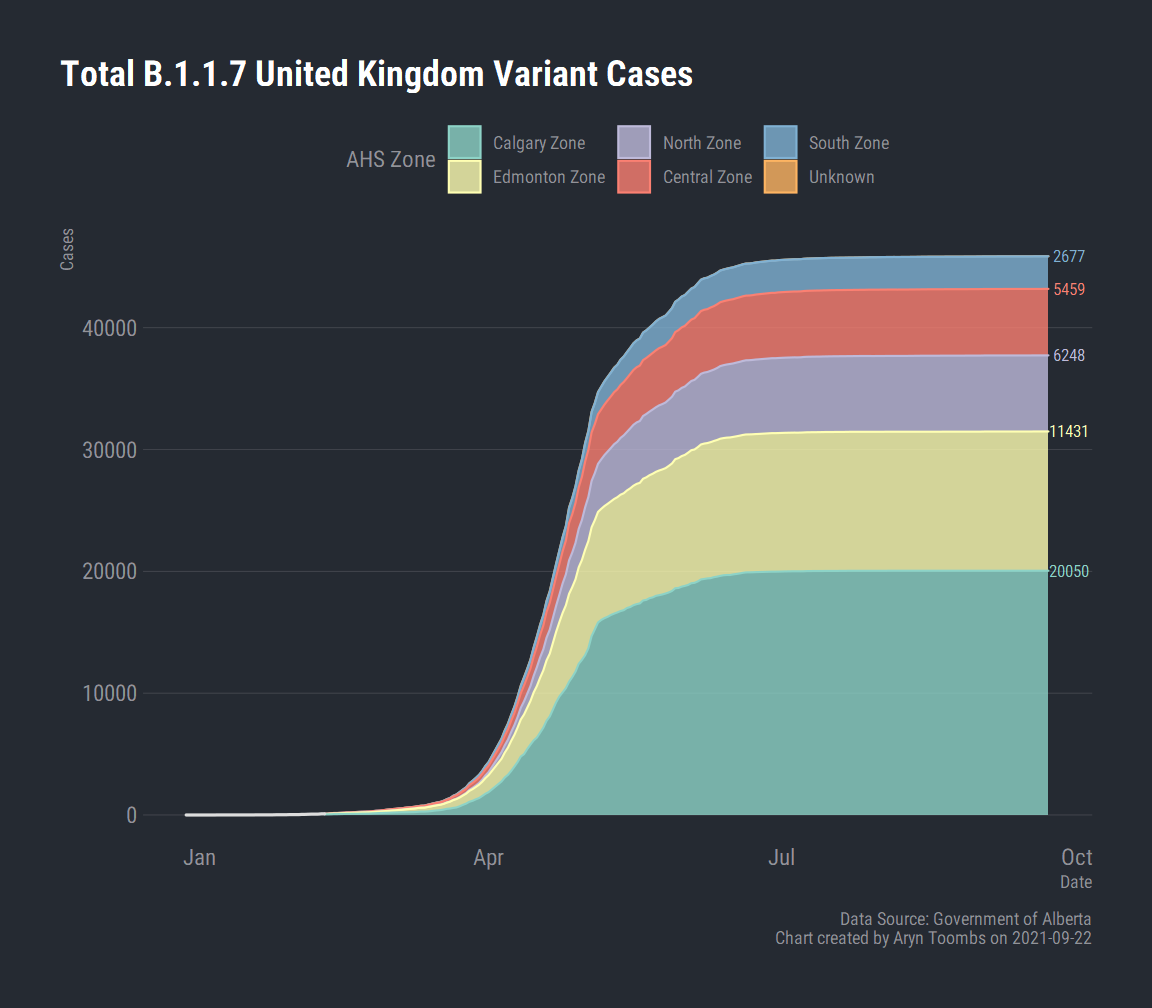 Total B.1.1.7 United Kingdom Variant Cases
AHS Zone
Calgary Zone
North Zone
South Zone
Edmonton Zone
Central Zone
Unknown
Cases
2677
5459
40000
6248
11431
30000
20000
20050
10000
0
Jan
Apr
Jul
Oct
Date
Data Source: Government of Alberta
Chart created by Aryn Toombs on 2021-09-22